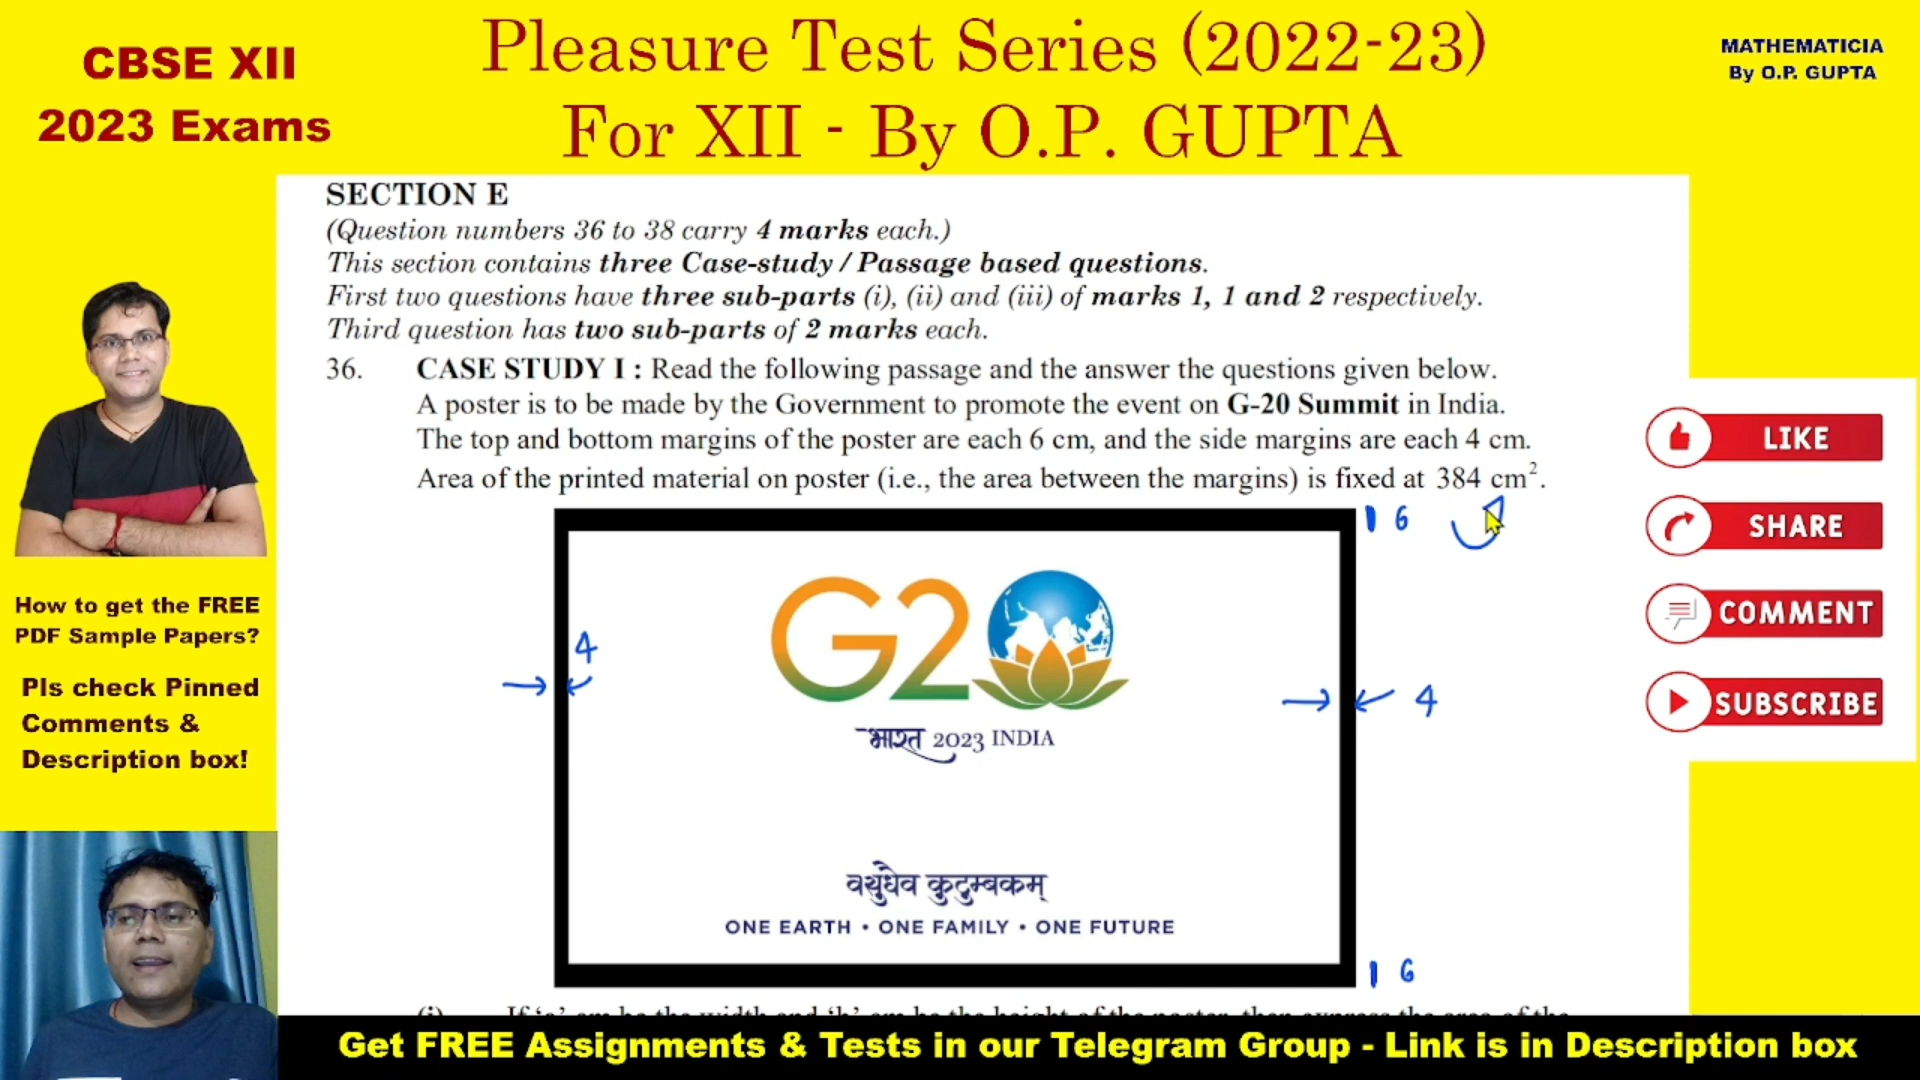 CBSE XII
2023 Exams
Pleasure Test Series (2022-23)
For XII - By O.P. GUPTA
MATHEMATICIA
By O.P. GUPTA
SECTION E
(Question numbers 36 to 38 carry 4 marks each.)
This section contains three Case-study / Passage based questions.
First two questions have three sub-parts (i), (ii) and (iii) of marks 1, 1 and 2 respectively.
Third question has two sub-parts of 2 marks each.
36. CASE STUDY I : Read the following passage and the answer the questions given below.
A poster is to be made by the Government to promote the event on G-20 Summit in India.
The top and bottom margins of the poster are each 6 cm, and the side margins are each 4 cm.
Area of the printed material on poster (i.e., the area between the margins) is fixed at 384 cm².
6
4
4
6
G20
भारत 2023 INDIA
वसुधैव कुटुम्बकम्
ONE EARTH • ONE FAMILY • ONE FUTURE
How to get the FREE
PDF Sample Papers?
Pls check Pinned
Comments &
Description box!
LIKE
SHARE
COMMENT
SUBSCRIBE
Get FREE Assignments & Tests in our Telegram Group - Link is in Description box